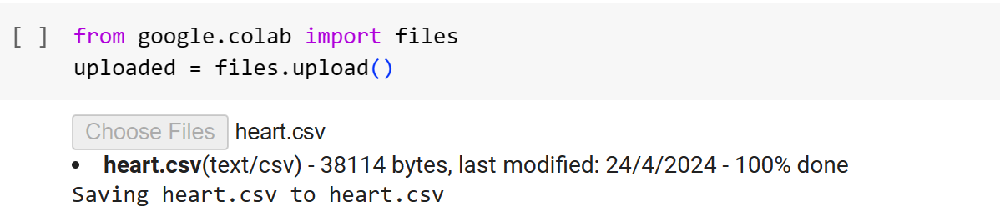 [ ] from google.colab import files
uploaded = files.upload()
Choose Files heart.csv
• heart.csv(text/csv) - 38114 bytes, last modified: 24/4/2024 - 100% done
Saving heart.csv to heart.csv